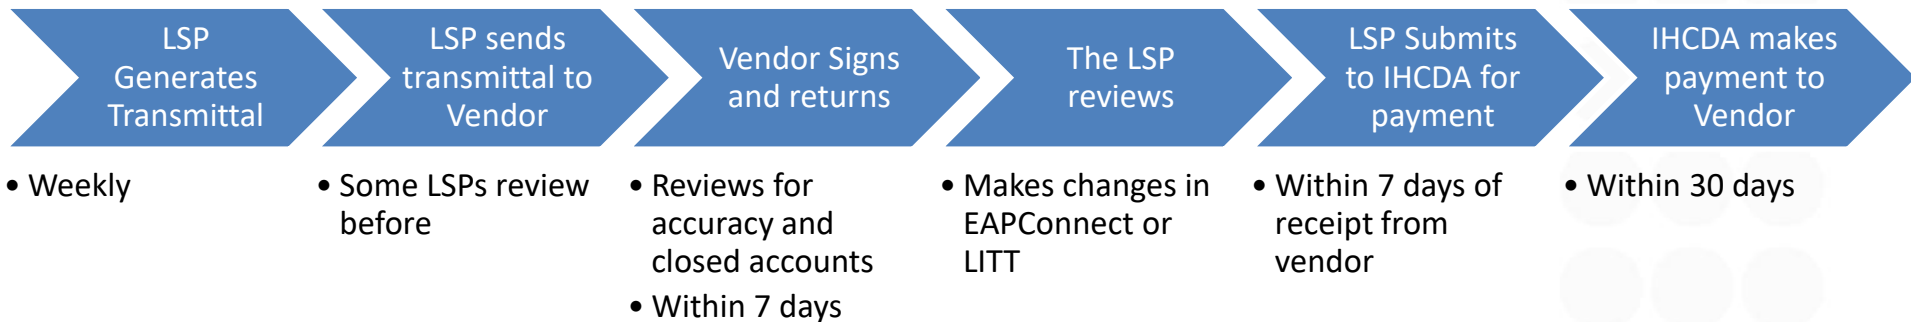 LSP
Generates
Transmittal
• Weekly
LSP sends
transmittal to
Vendor
• Some LSPs review
before
Vendor Signs
and returns
• Reviews for
accuracy and
closed accounts
• Within 7 days
The LSP
reviews
• Makes changes in
EAPConnect or
LITT
LSP Submits
to IHCDA for
payment
• Within 7 days of
receipt from
vendor
IHCDA makes
payment to
Vendor
• Within 30 days